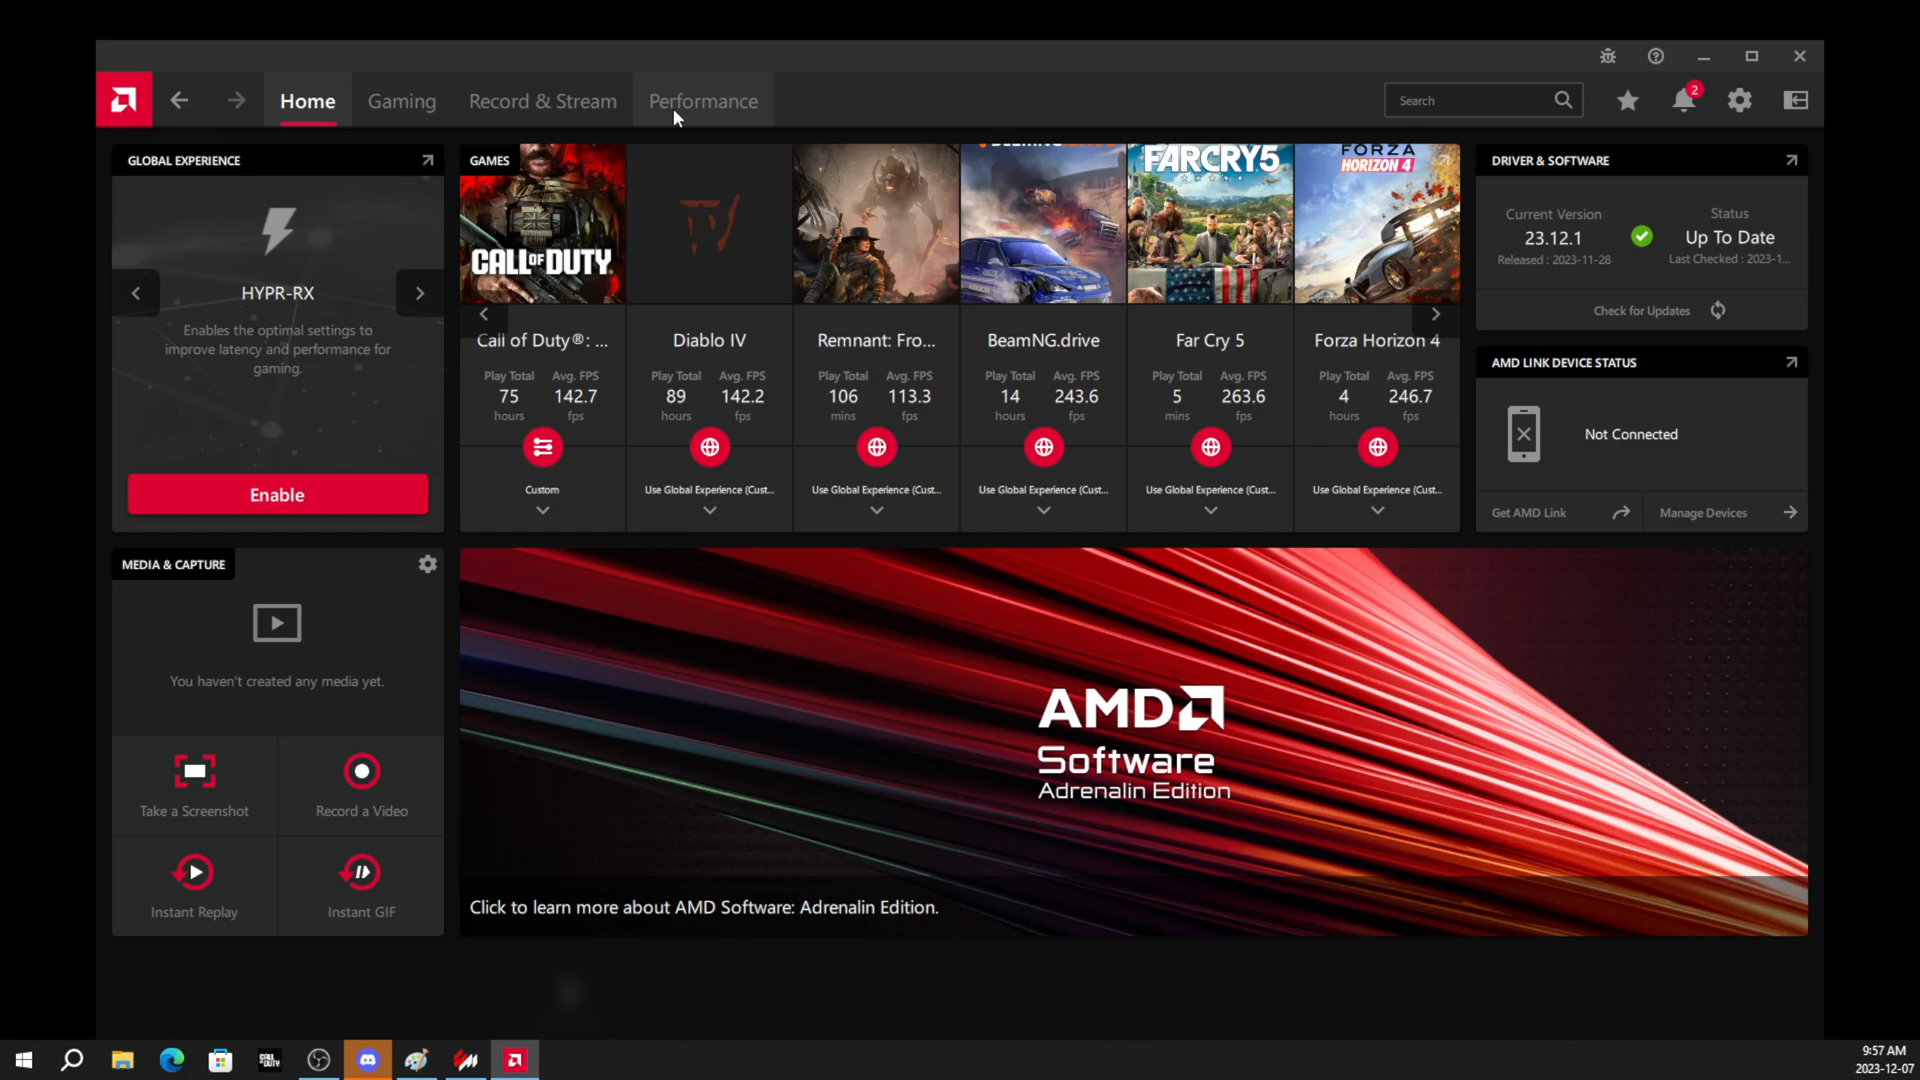 Home
Gaming
Record & Stream
Performance
Search
2
GLOBAL EXPERIENCE
HYPR-RX
Enables the optimal settings to
improve latency and performance for
gaming.
Enable
GAMES
CALL OF DUTY
IV
BeamNG.drive
FARCRY5
FORZA
HORIZON 4
Call of Duty®: ...
Diablo IV
Remnant: Fro...
BeamNG.drive
Far Cry 5
Forza Horizon 4
Play Total Avg. FPS
75 142.7
hours fps
Play Total Avg. FPS
89 142.2
hours fps
Play Total Avg. FPS
106 113.3
mins fps
Play Total Avg. FPS
14 243.6
hours fps
Play Total Avg. FPS
5 263.6
mins fps
Play Total Avg. FPS
4 246.7
hours fps
Custom
Use Global Experience (Cust...
Use Global Experience (Cust...
Use Global Experience (Cust...
Use Global Experience (Cust...
Use Global Experience (Cust...
DRIVER & SOFTWARE
Current Version
23.12.1
Released : 2023-11-28
Status
Up To Date
Last Checked : 2023-1...
Check for Updates
AMD LINK DEVICE STATUS
Not Connected
Get AMD Link
Manage Devices
MEDIA & CAPTURE
You haven't created any media yet.
Take a Screenshot
Record a Video
Instant Replay
Instant GIF
AMD
Software
Adrenalin Edition
Click to learn more about AMD Software: Adrenalin Edition.
CALL OF DUTY
9:57 AM
2023-12-07